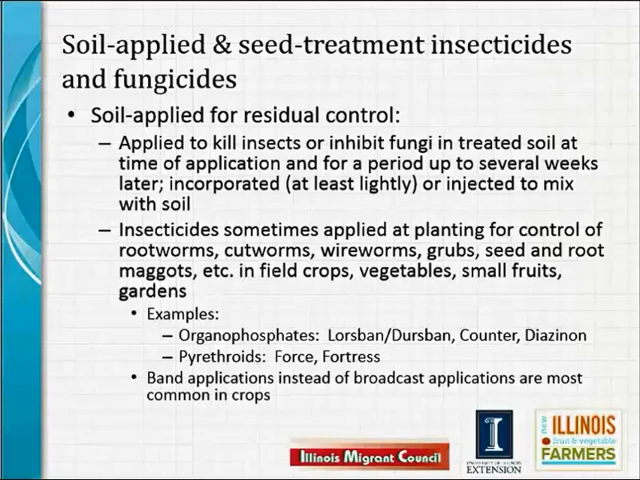 Soil-applied & seed-treatment insecticides
and fungicides
• Soil-applied for residual control:
– Applied to kill insects or inhibit fungi in treated soil at
time of application and for a period up to several weeks
later; incorporated (at least lightly) or injected to mix
with soil
– Insecticides sometimes applied at planting for control of
rootworms, cutworms, wireworms, grubs, seed and root
maggots, etc. in field crops, vegetables, small fruits,
gardens
• Examples:
– Organophosphates: Lorsban/Dursban, Counter, Diazinon
– Pyrethroids: Force, Fortress
• Band applications instead of broadcast applications are most
common in crops
Illinois Migrant Council
I
UNIVERSITY OF ILLINOIS
EXTENSION
new
ILLINOIS
fruit & vegetable
FARMERS